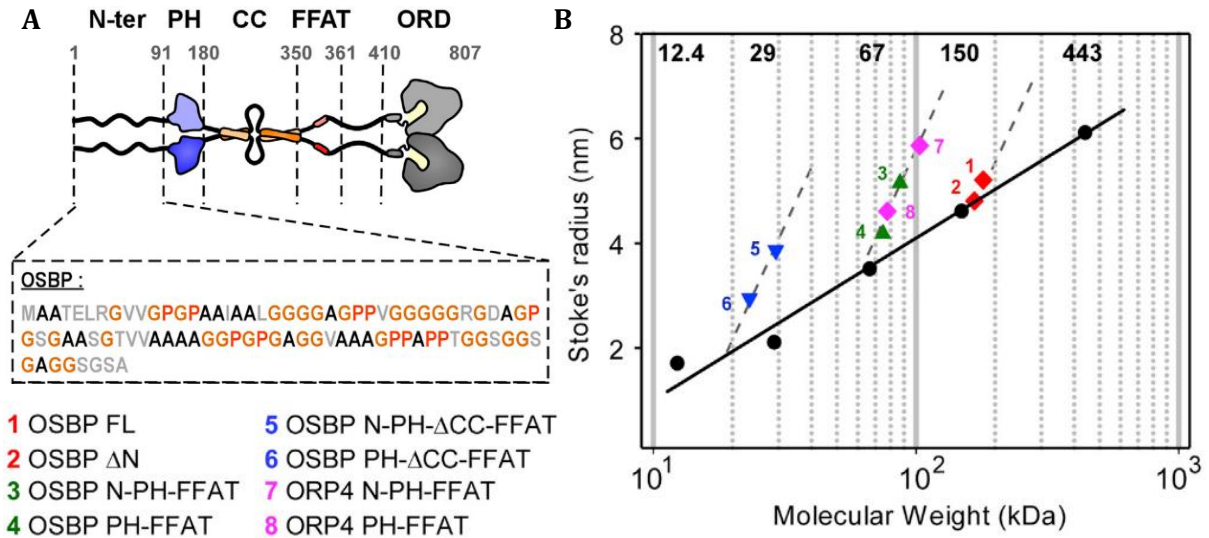 A
N-ter PH CC FFAT ORD
1 91 180 350 361 410 807
OSBP :
MAATELRGVVGPGPAAIAALGGGGAGPPVGGGGGRGDAGP
GSGAASGTVVAAAAGGPGPGAGGVAAAGPPAPPTGGSGGS
GAGGSGSA
1 OSBP FL
2 OSBP ΔN
3 OSBP N-PH-FFAT
4 OSBP PH-FFAT
5 OSBP N-PH-ΔCC-FFAT
6 OSBP PH-ΔCC-FFAT
7 ORP4 N-PH-FFAT
8 ORP4 PH-FFAT
B
12.4 29 67 150 443
8
6
4
2
Stoke's radius (nm)
7
3
1
2
8
4
5
6
10¹ 10² 10³
Molecular Weight (kDa)